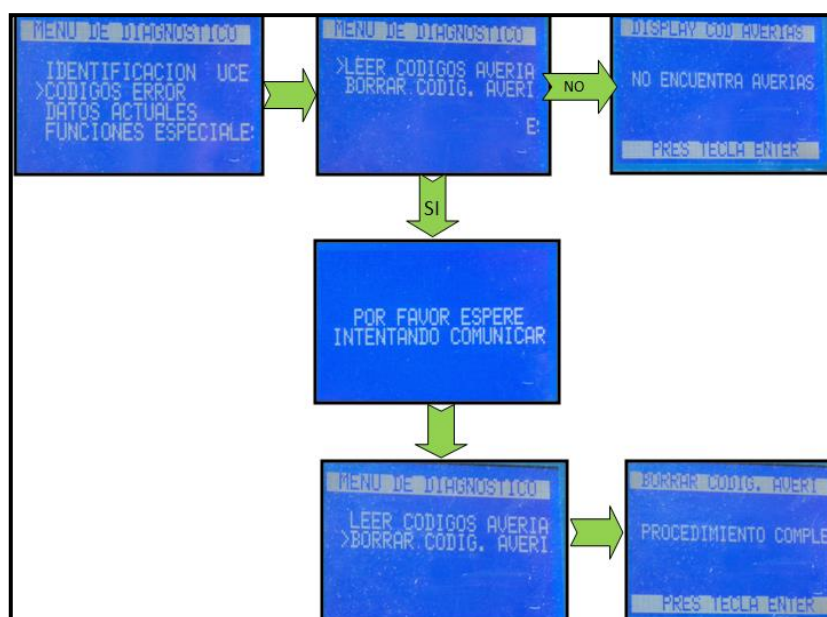 MENU DE DIAGNOSTICO
IDENTIFICACION UCE
>CODIGOS ERROR
DATOS ACTUALES
FUNCIONES ESPECIALES
MENU DE DIAGNOSTICO
>LEER CODIGOS AVERIA
BORRAR CODIG. AVERI
E
NO
DISPLAY COD AVERIAS
NO ENCUENTRA AVERIAS
PRES TECLA ENTER
SI
POR FAVOR ESPERE
INTENTANDO COMUNICAR
MENU DE DIAGNOSTICO
LEER CODIGOS AVERIA
>BORRAR CODIG. AVERI
BORRAR CODIG. AVERI
PROCEDIMIENTO COMPLE
PRES TECLA ENTER